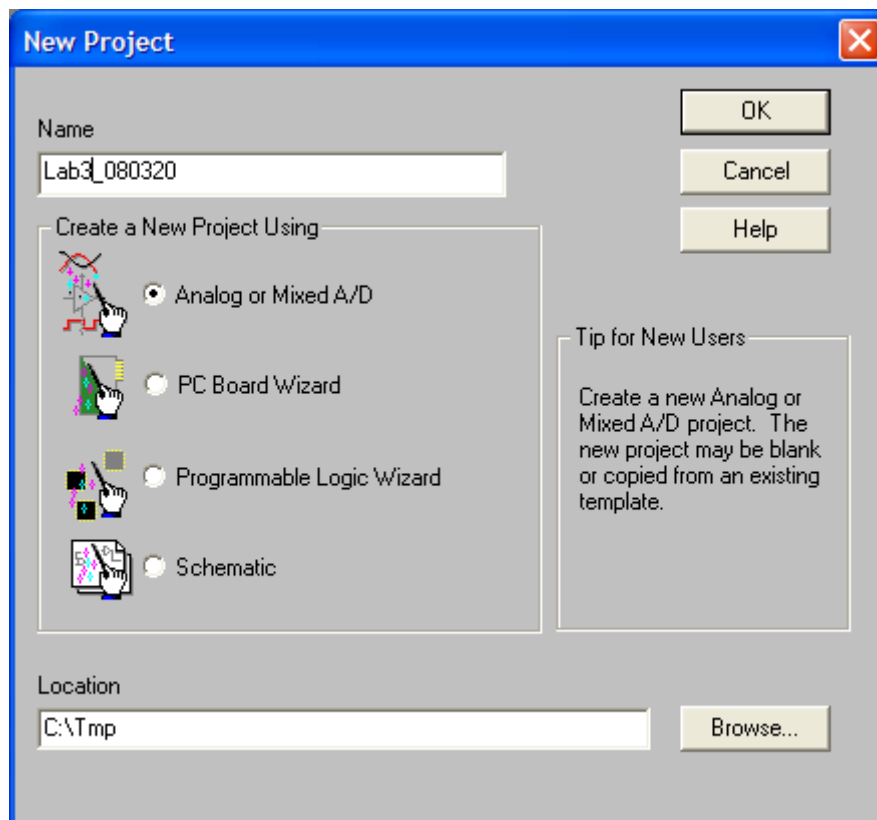 New Project
Name
Lab3_080320
OK
Cancel
Help
Create a New Project Using
Analog or Mixed A/D
PC Board Wizard
Programmable Logic Wizard
Schematic
Tip for New Users
Create a new Analog or
Mixed A/D project. The
new project may be blank
or copied from an existing
template.
Location
C:\Tmp
Browse...